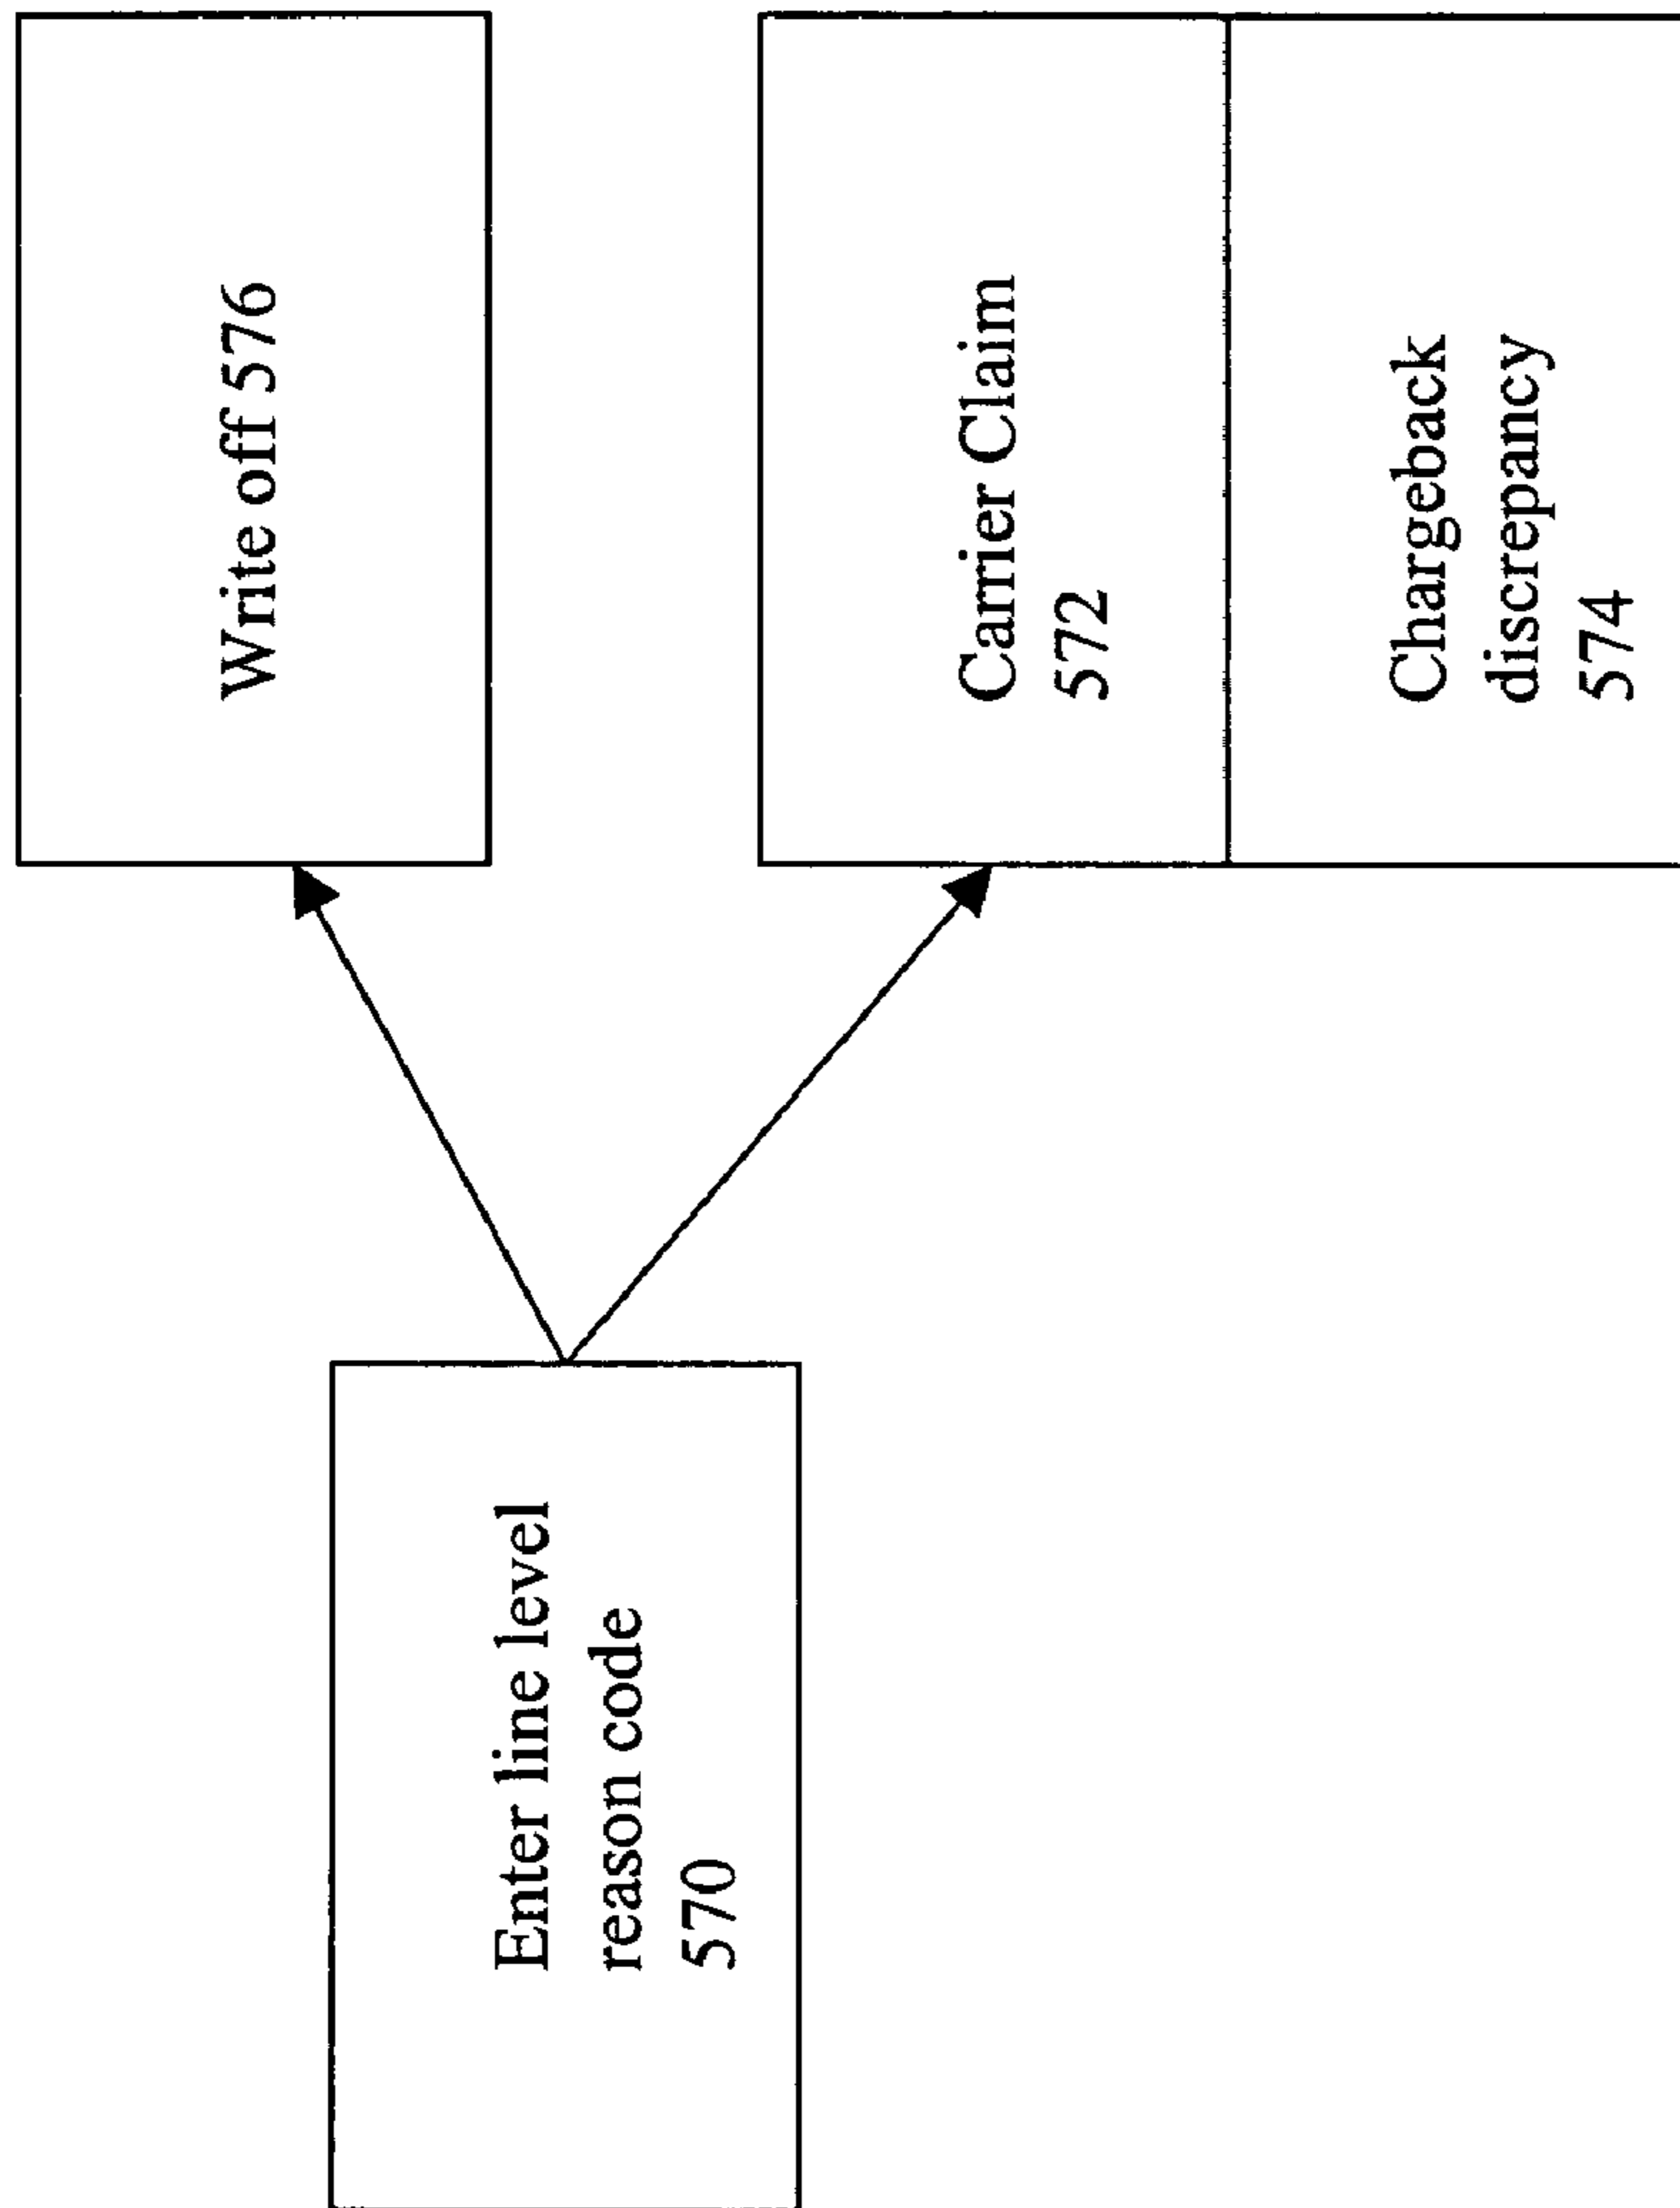 Enter line level
reason code
570
Write off 576
Carrier Claim
572
Chargeback
discrepancy
574